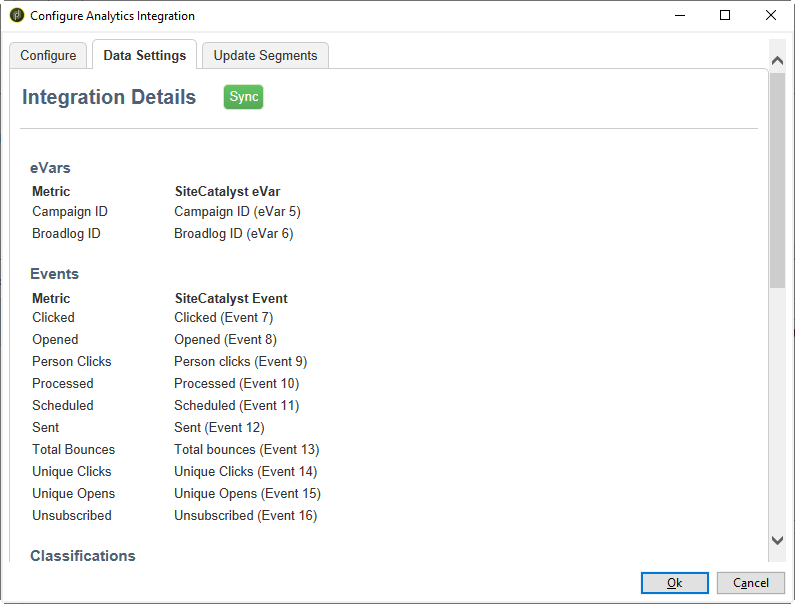 Configure Analytics Integration
Configure Data Settings Update Segments
Integration Details Sync
eVars
Metric SiteCatalyst eVar
Campaign ID Campaign ID (eVar 5)
Broadlog ID Broadlog ID (eVar 6)
Events
Metric SiteCatalyst Event
Clicked Clicked (Event 7)
Opened Opened (Event 8)
Person Clicks Person clicks (Event 9)
Processed Processed (Event 10)
Scheduled Scheduled (Event 11)
Sent Sent (Event 12)
Total Bounces Total bounces (Event 13)
Unique Clicks Unique Clicks (Event 14)
Unique Opens Unique Opens (Event 15)
Unsubscribed Unsubscribed (Event 16)
Classifications
Ok Cancel